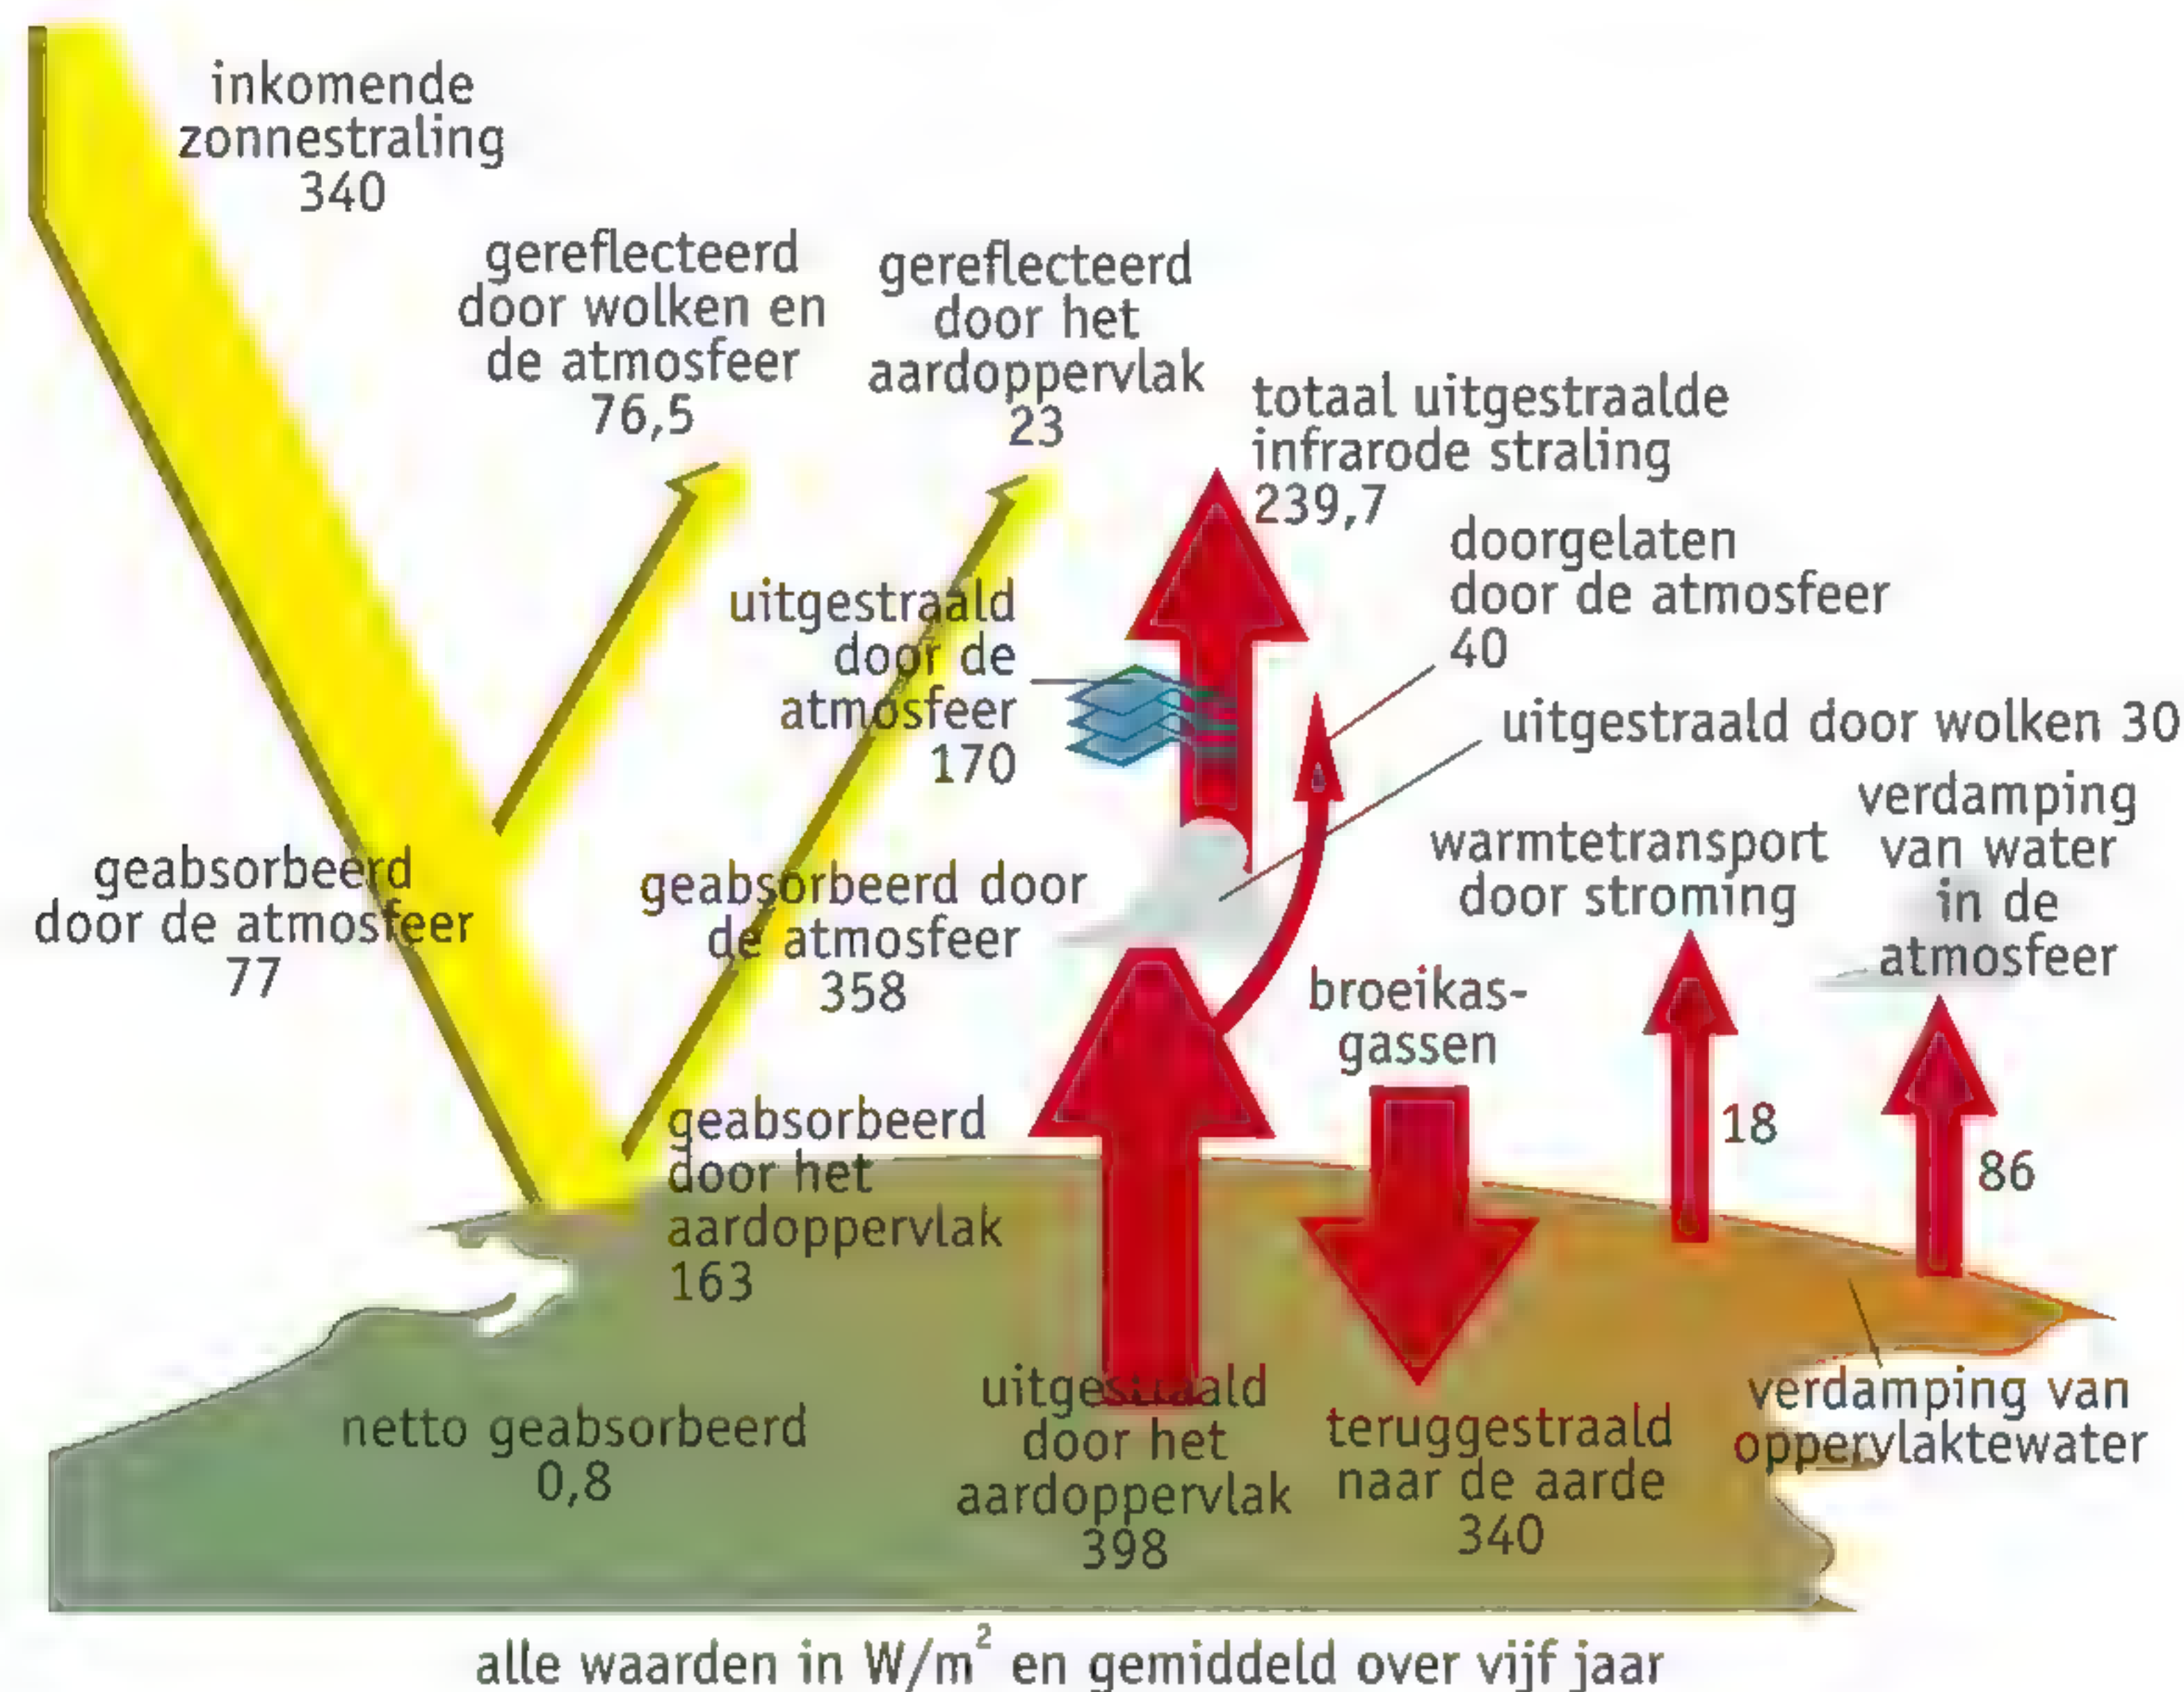 inkomende
zonnestraling
340
gereflecteerd
door wolken en
de atmosfeer
76,5
gereflecteerd
door het
aardoppervlak
23
totaal uitgestraalde
infrarode straling
239,7
doorgelaten
door de atmosfeer
40
uitgestraald
door de
atmosfeer
170
uitgestraald door wolken 30
verdamping
van water
in de
atmosfeer
warmtetransport
door stroming
geabsorbeerd
door de atmosfeer
77
geabsorbeerd door
de atmosfeer
358
broeikas-
gassen
18
86
geabsorbeerd
door het
aardoppervlak
163
netto geabsorbeerd
0,8
uitgestraald
door het
aardoppervlak
398
teruggestraald
naar de aarde
340
verdamping van
oppervlaktewater
alle waarden in W/m² en gemiddeld over vijf jaar